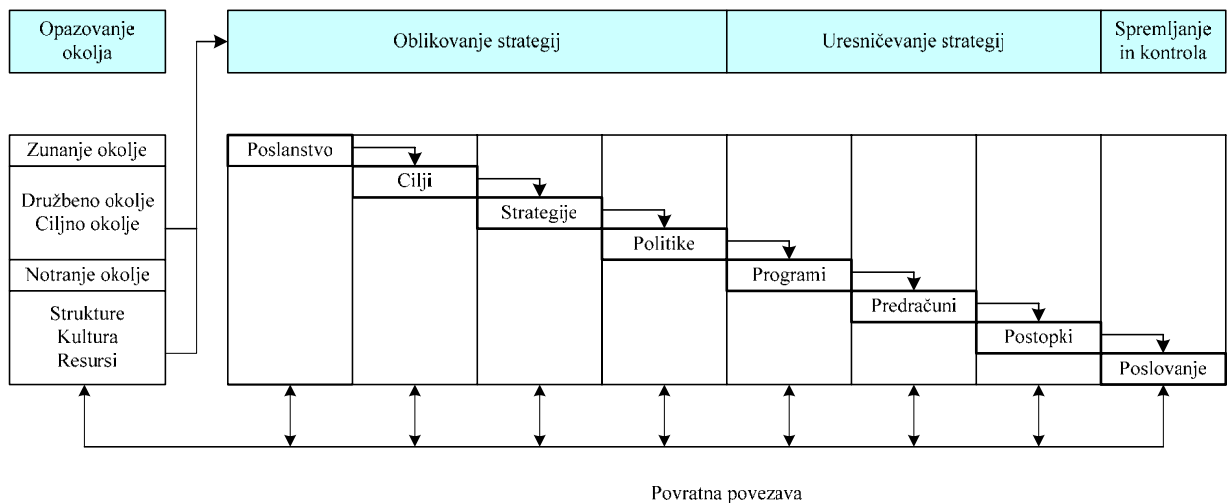 Opazovanje
okolja
Oblikovanje strategij
Uresničevanje strategij
Spremljanje
in kontrola
Zunanje okolje
Družbeno okolje
Ciljno okolje
Notranje okolje
Strukture
Kultura
Resursi
Poslanstvo
Cilji
Strategije
Politike
Programi
Predračuni
Postopki
Poslovanje
Povratna povezava